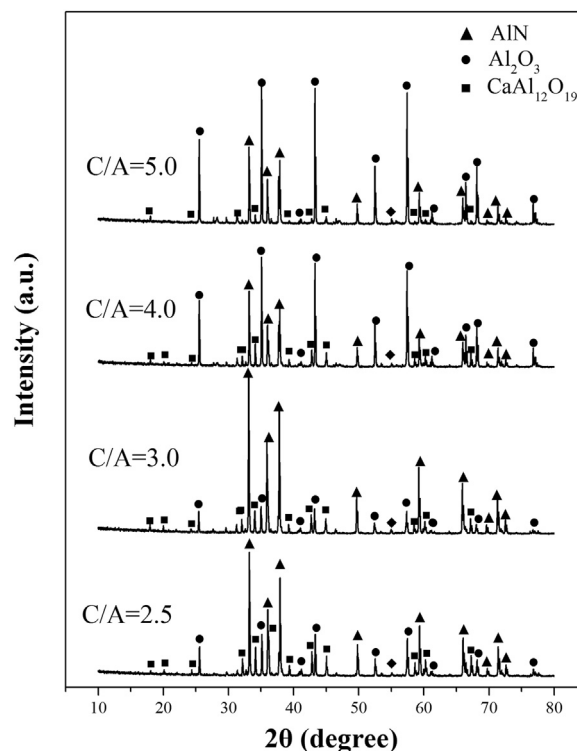 AlN
Al₂O₃
CaAl₁₂O₁₉
C/A=5.0
C/A=4.0
C/A=3.0
C/A=2.5
Intensity (a.u.)
10 20 30 40 50 60 70 80
2θ (degree)